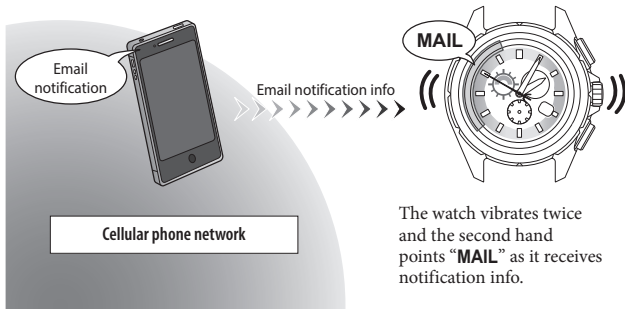 Email
notification
Email notification info
MAIL
Cellular phone network
The watch vibrates twice
and the second hand
points “MAIL” as it receives
notification info.